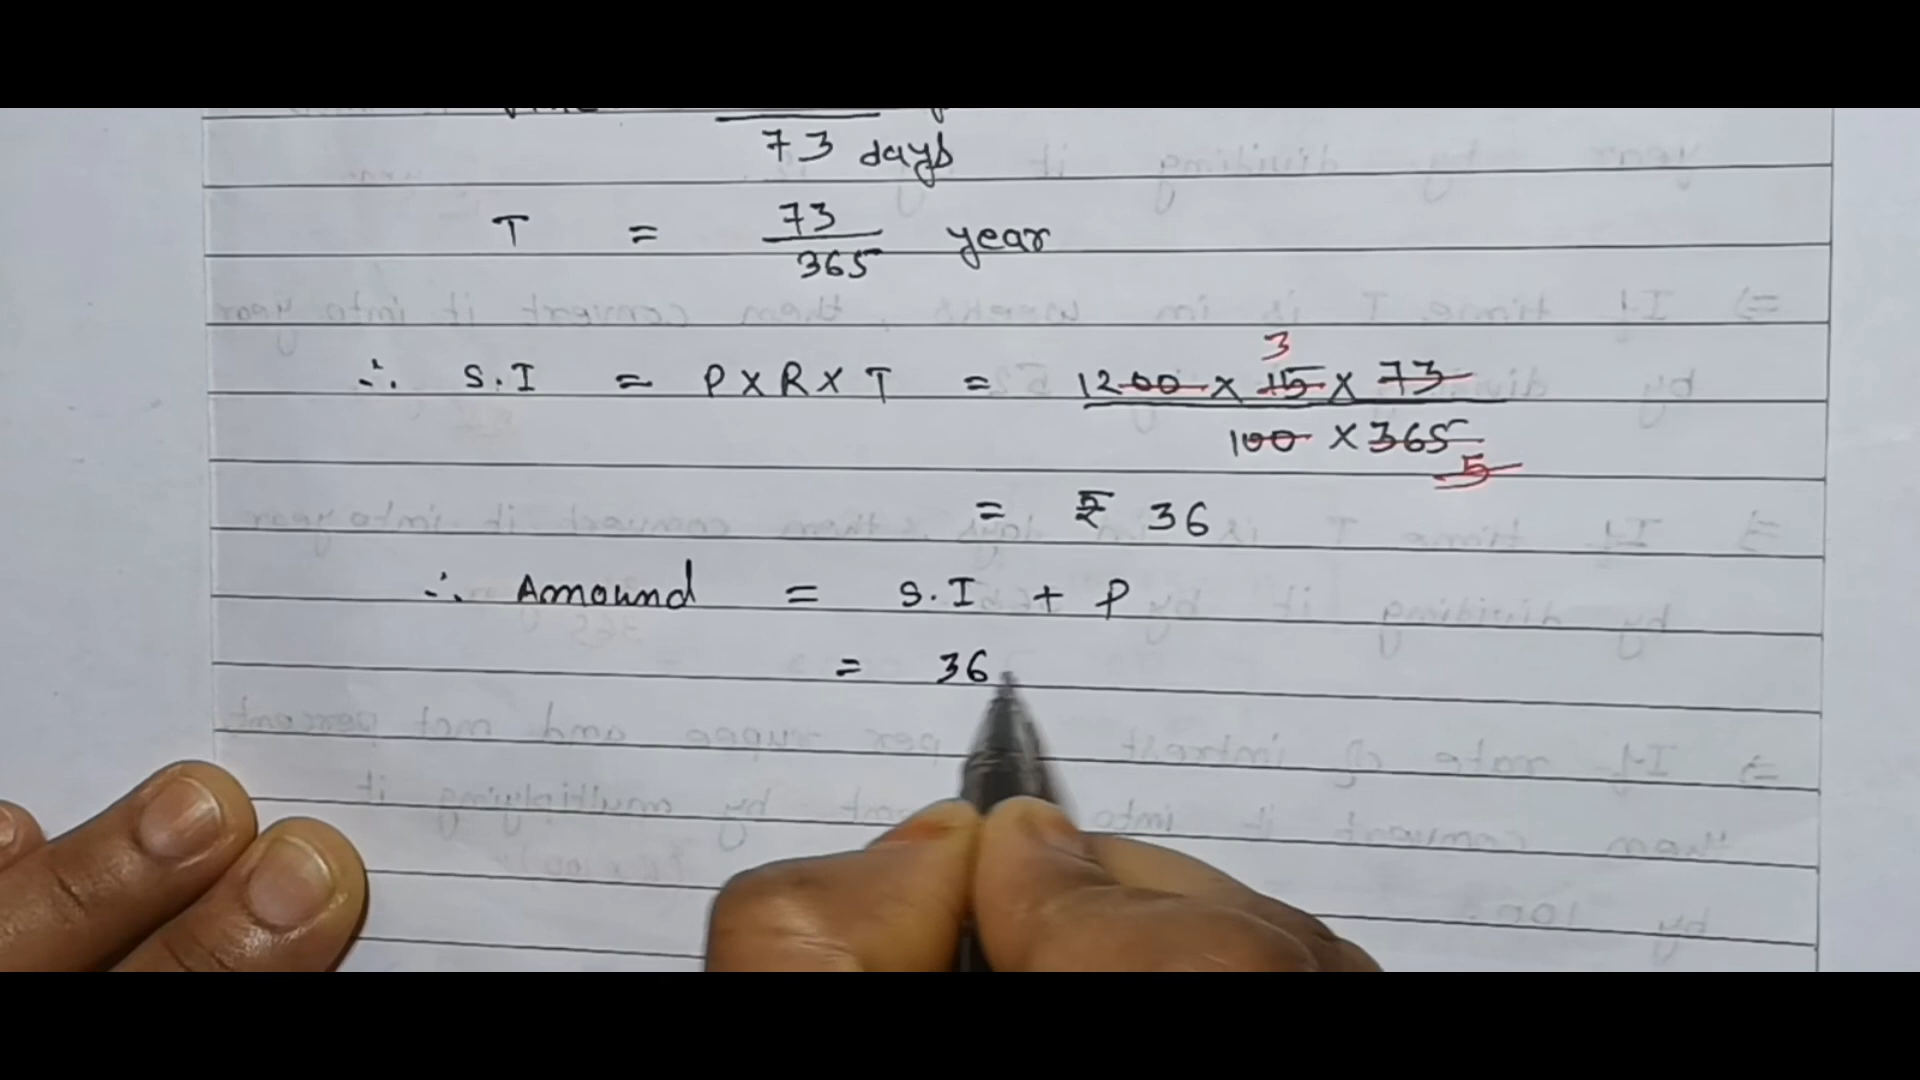 73 days
T = 73/365 year
∴ S.I = P X R X T = 1200 X 15 X 73 / 100 X 365
3
5
= ₹ 36
∴ Amound = S.I + P
= 36